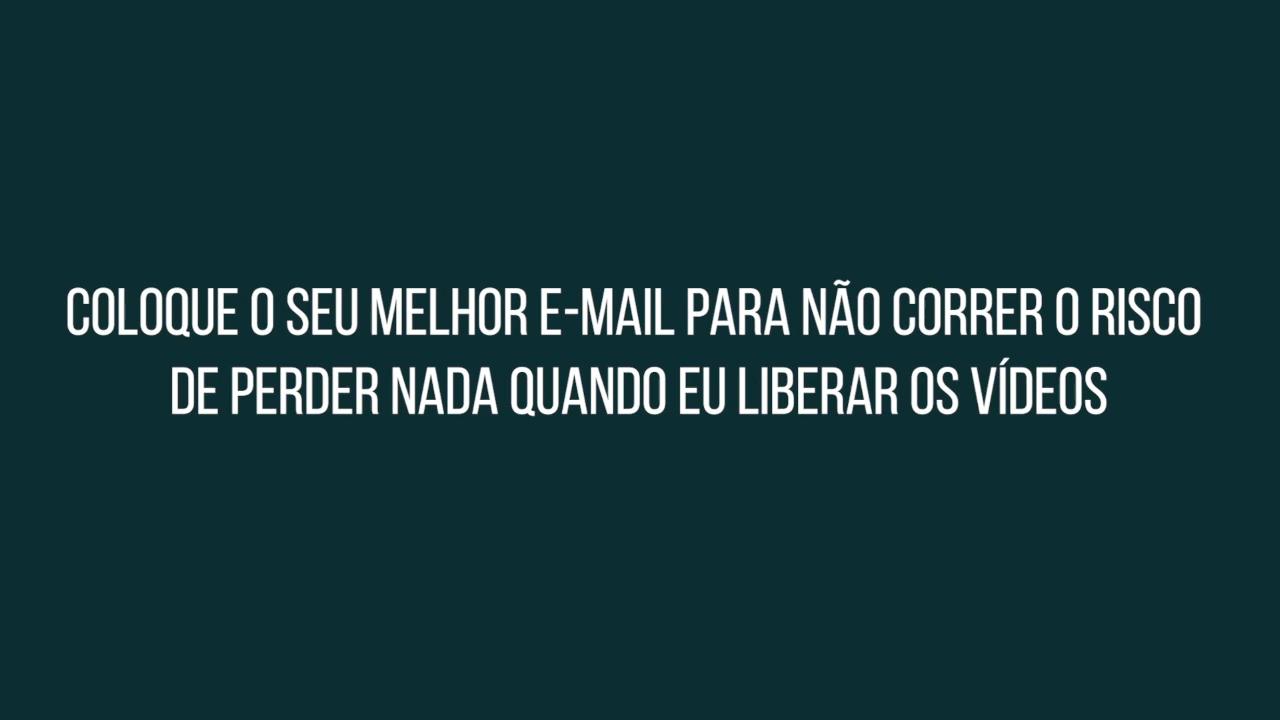 COLOQUE O SEU MELHOR E-MAIL PARA NÃO CORRER O RISCO
DE PERDER NADA QUANDO EU LIBERAR OS VÍDEOS